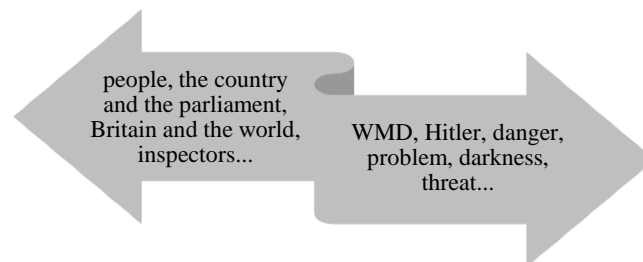 people, the country
and the parliament,
Britain and the world,
inspectors...
WMD, Hitler, danger,
problem, darkness,
threat...